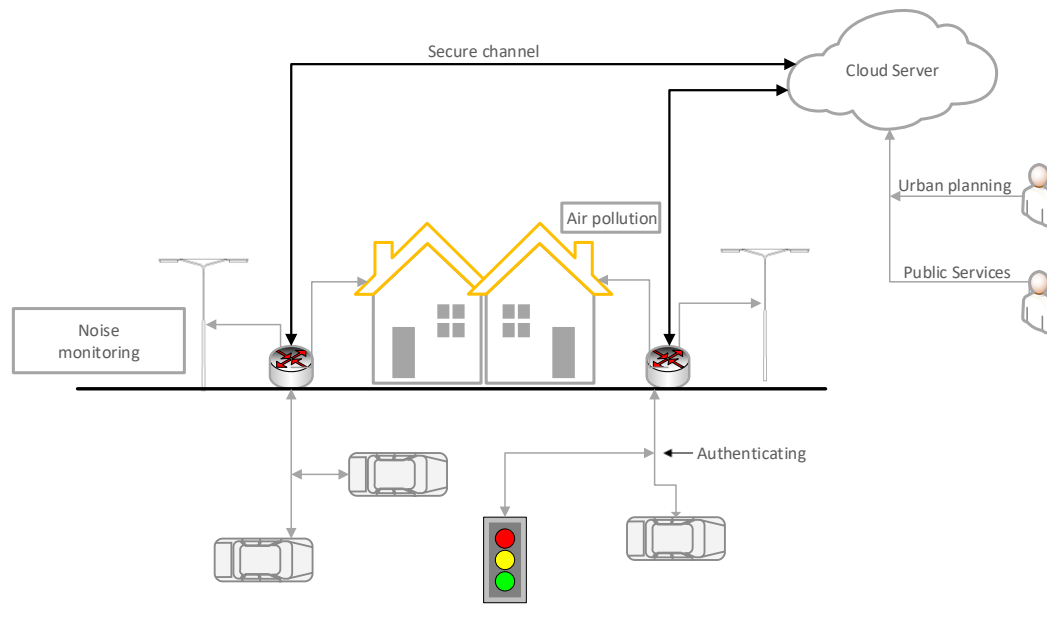 Secure channel
Cloud Server
Urban planning
Air pollution
Public Services
Noise
monitoring
Authenticating